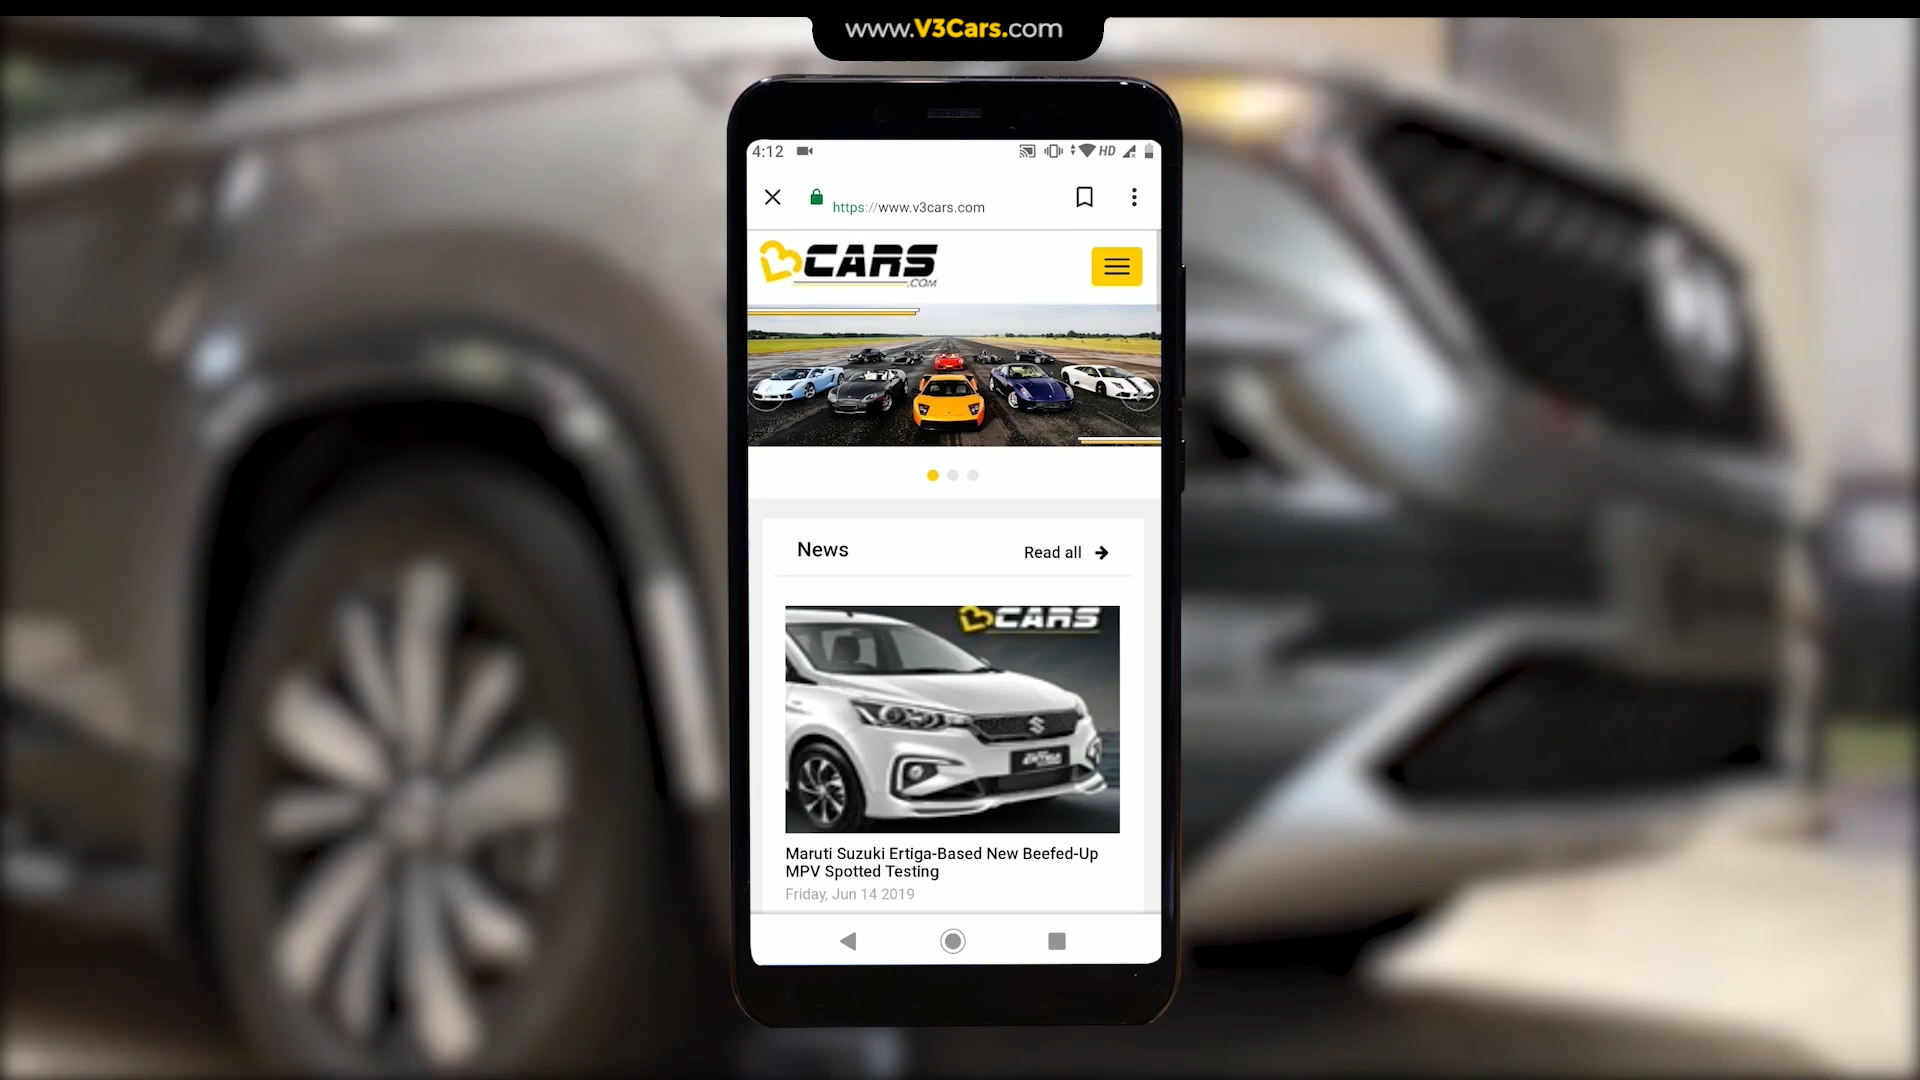 www.V3Cars.com
4:12
HD
https://www.v3cars.com
CARS
.COM
News
Read all
CARS
Maruti Suzuki Ertiga-Based New Beefed-Up
MPV Spotted Testing
Friday, Jun 14 2019